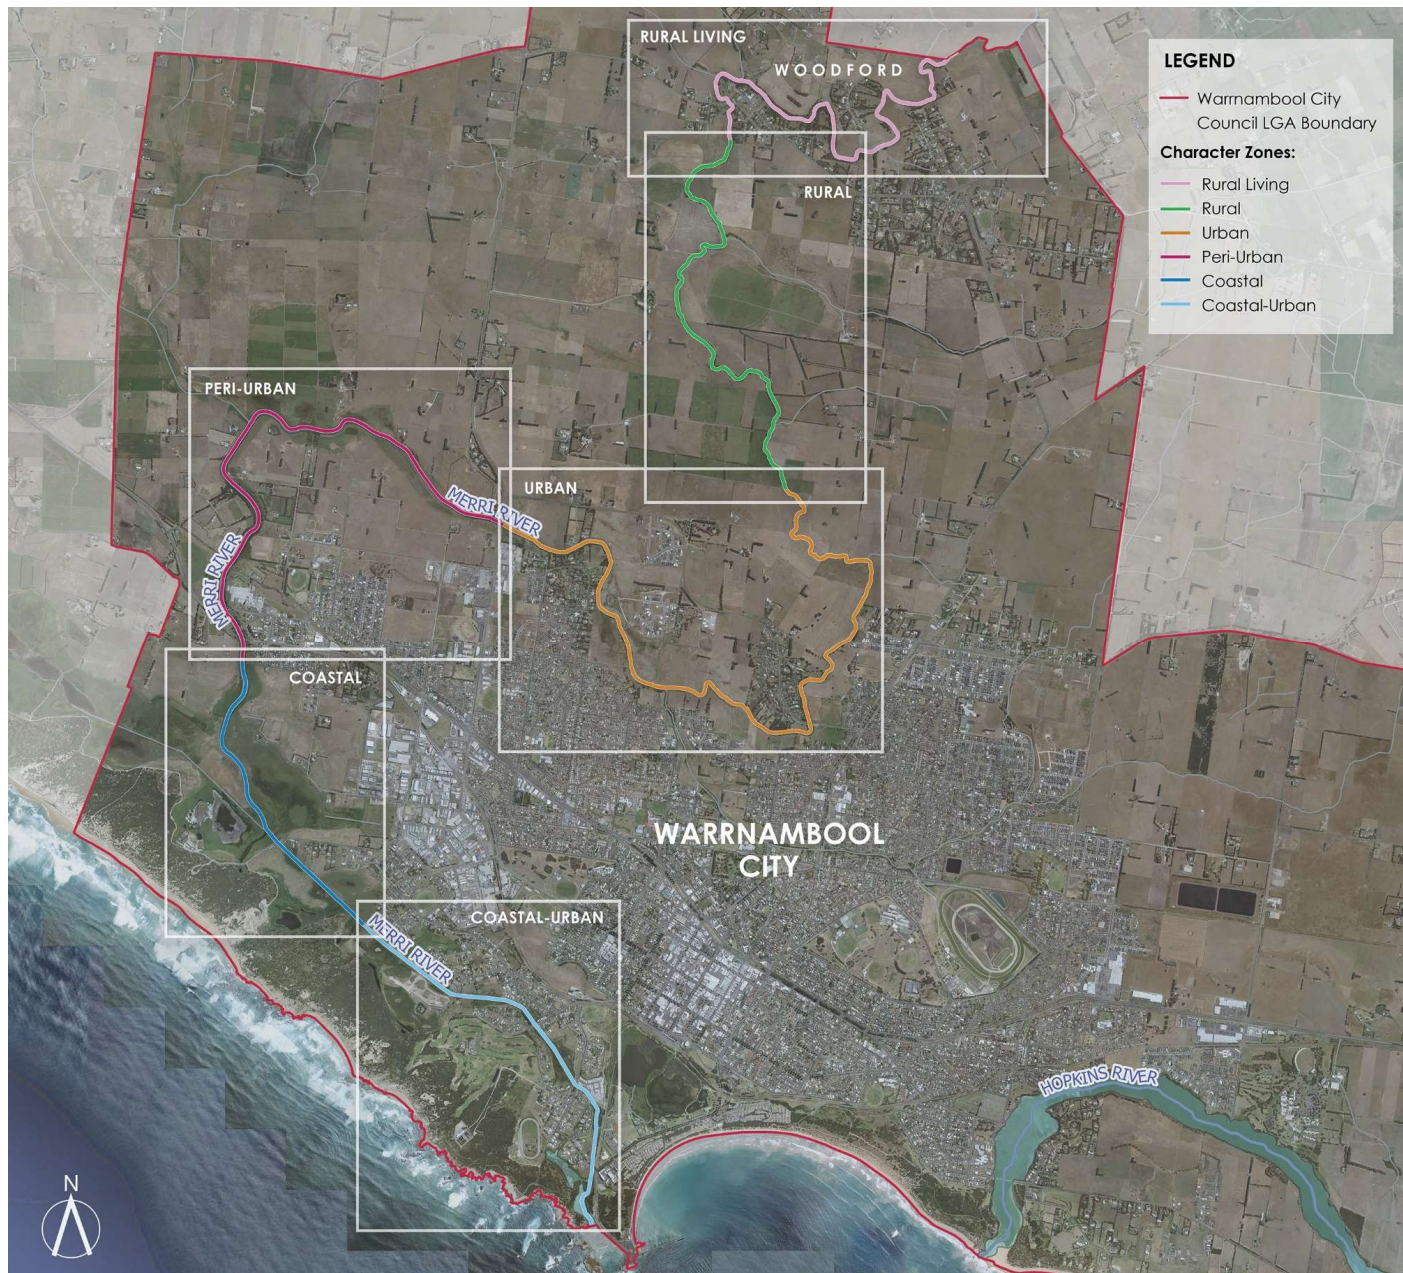 RURAL LIVING
WOODFORD
RURAL
LEGEND
Warrnambool City
Council LGA Boundary
Character Zones:
Rural Living
Rural
Urban
Peri-Urban
Coastal
Coastal-Urban
PERI-URBAN
MERRI RIVER
URBAN
MERRI RIVER
COASTAL
WARRNAMBOOL
CITY
COASTAL-URBAN
MERRI RIVER
HOPKINS RIVER
N